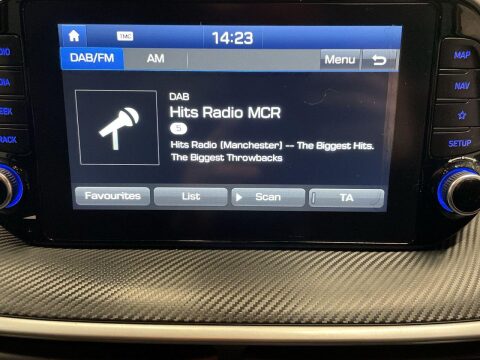 TMC
14:23
DAB/FM
AM
Menu
DAB
Hits Radio MCR
5
Hits Radio (Manchester) -- The Biggest Hits.
The Biggest Throwbacks
Favourites
List
Scan
TA
MAP
NAV
SETUP